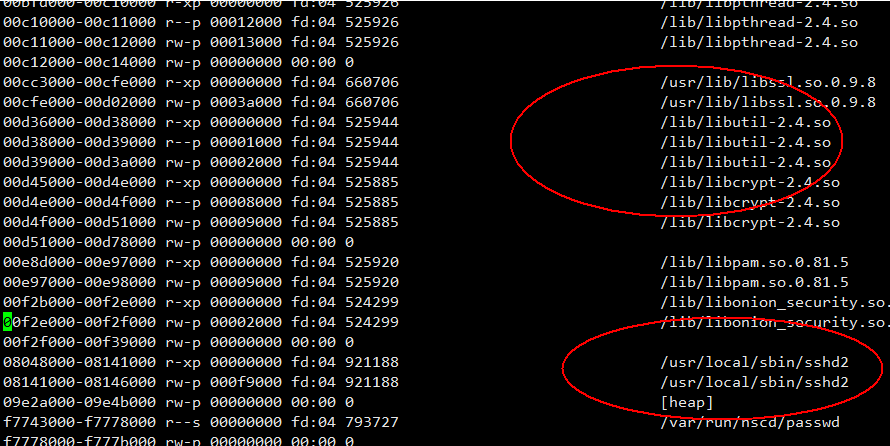 00bfd000-00c10000 r-xp 00000000 fd:04 525926 /lib/libpthread-2.4.so
00c10000-00c11000 r--p 00012000 fd:04 525926 /lib/libpthread-2.4.so
00c11000-00c12000 rw-p 00013000 fd:04 525926 /lib/libpthread-2.4.so
00c12000-00c14000 rw-p 00000000 00:00 0
00cc3000-00cfe000 r-xp 00000000 fd:04 660706 /usr/lib/libssl.so.0.9.8
00cfe000-00d02000 rw-p 0003a000 fd:04 660706 /usr/lib/libssl.so.0.9.8
00d36000-00d38000 r-xp 00000000 fd:04 525944 /lib/libutil-2.4.so
00d38000-00d39000 r--p 00001000 fd:04 525944 /lib/libutil-2.4.so
00d39000-00d3a000 rw-p 00002000 fd:04 525944 /lib/libutil-2.4.so
00d45000-00d4e000 r-xp 00000000 fd:04 525885 /lib/libcrypt-2.4.so
00d4e000-00d4f000 r--p 00008000 fd:04 525885 /lib/libcrypt-2.4.so
00d4f000-00d51000 rw-p 00009000 fd:04 525885 /lib/libcrypt-2.4.so
00d51000-00d78000 rw-p 00000000 00:00 0
00e8d000-00e97000 r-xp 00000000 fd:04 525920 /lib/libpam.so.0.81.5
00e97000-00e98000 rw-p 00009000 fd:04 525920 /lib/libpam.so.0.81.5
00f2b000-00f2e000 r-xp 00000000 fd:04 524299 /lib/libonion_security.so.
00f2e000-00f2f000 rw-p 00002000 fd:04 524299 /lib/libonion_security.so.
00f2f000-00f39000 rw-p 00000000 00:00 0
08048000-08141000 r-xp 00000000 fd:04 921188 /usr/local/sbin/sshd2
08141000-08146000 rw-p 000f9000 fd:04 921188 /usr/local/sbin/sshd2
09e2a000-09e4b000 rw-p 00000000 00:00 0 [heap]
f7743000-f7778000 r--s 00000000 fd:04 793727 /var/run/nscd/passwd
f7778000-f777b000 rw-p 00000000 00:00 0